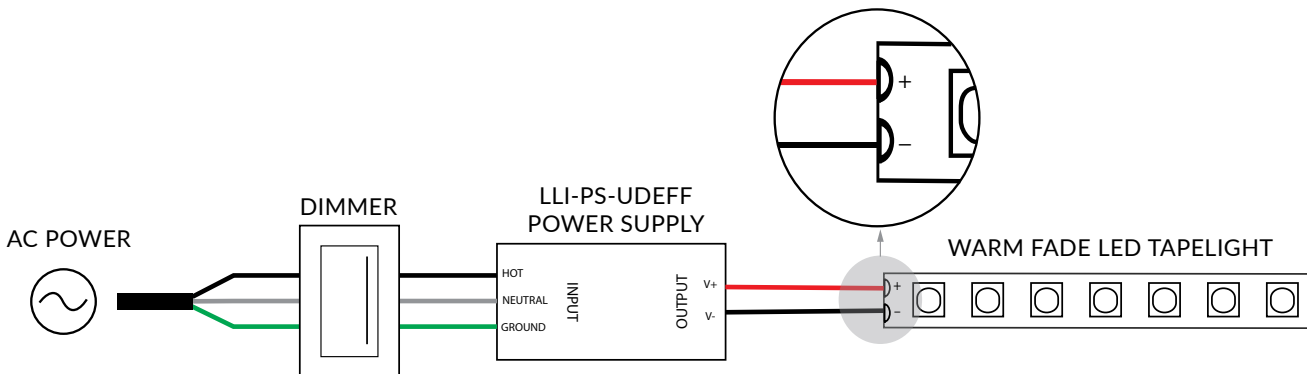 AC POWER
DIMMER
LLI-PS-UDEFF
POWER SUPPLY
HOT
NEUTRAL
GROUND
INPUT
OUTPUT
V+
V-
+
−
WARM FADE LED TAPELIGHT
+
−